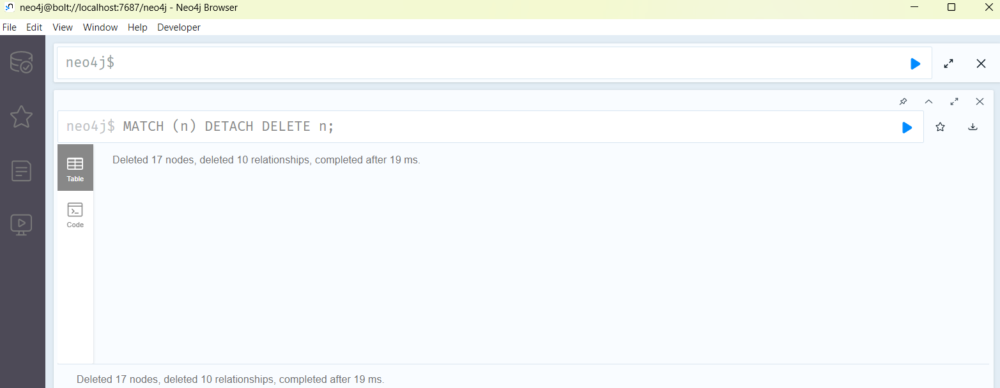 neo4j@bolt://localhost:7687/neo4j - Neo4j Browser
File Edit View Window Help Developer
neo4j$
neo4j$ MATCH (n) DETACH DELETE n;
Deleted 17 nodes, deleted 10 relationships, completed after 19 ms.
Table
Code
Deleted 17 nodes, deleted 10 relationships, completed after 19 ms.